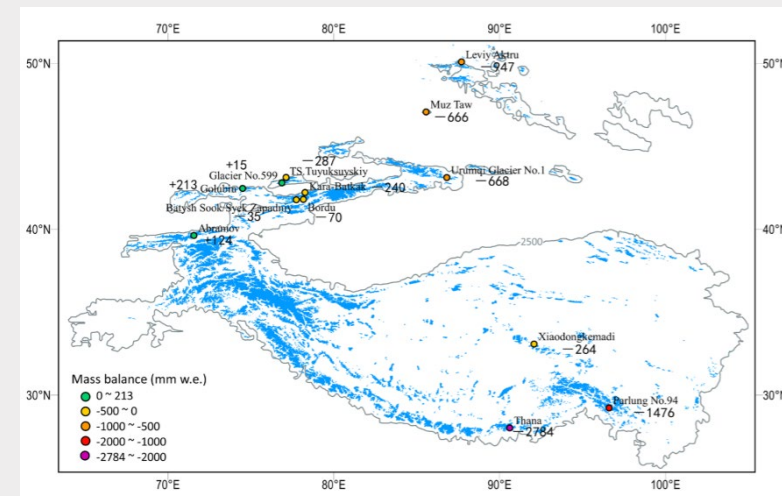 70°E 80°E 90°E 100°E
50°N 50°N
Leviy Aktru
−947
Muz Taw
−666
+15
−287
Glacier No.599
TS.Tuyuksuyskiy
Urumqi Glacier No.1
−668
+213
Golubin
Kara-Batkak
−240
Batysh Sook/Syek Zapadniy
Bordu
−35
−70
40°N 40°N
Abramov
+124
2500
Xiaodongkemadi
−264
30°N 30°N
Mass balance (mm w.e.)
0 ~ 213
-500 ~ 0
-1000 ~ -500
-2000 ~ -1000
-2784 ~ -2000
Parlung No.94
−1476
Thana
−2784
70°E 80°E 90°E 100°E